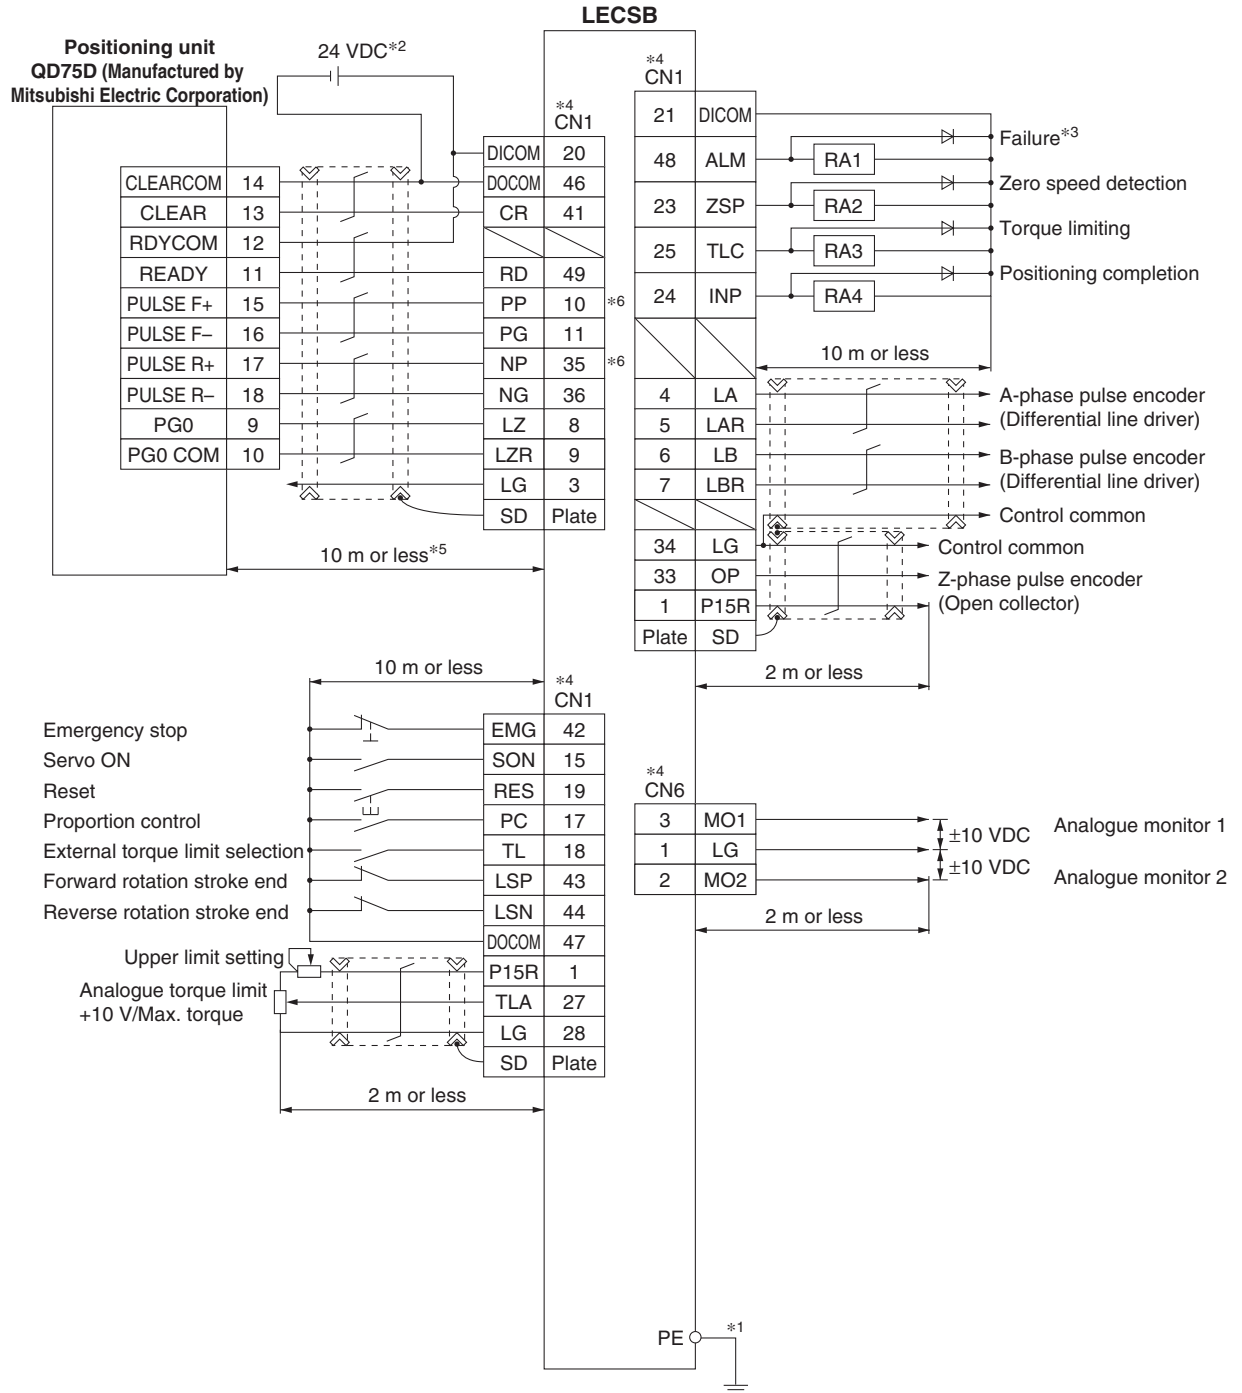 LECSB
Positioning unit
QD75D (Manufactured by
Mitsubishi Electric Corporation)
24 VDC*2
*4
CN1
DICOM 20
CLEARCOM 14 DOCOM 46
CLEAR 13 CR 41
RDYCOM 12
READY 11 RD 49
PULSE F+ 15 PP 10 *6
PULSE F– 16 PG 11
PULSE R+ 17 NP 35 *6
PULSE R– 18 NG 36
PG0 9 LZ 8
PG0 COM 10 LZR 9
LG 3
SD Plate
10 m or less*5
*4
CN1
21 DICOM
Failure*3
48 ALM RA1
Zero speed detection
23 ZSP RA2
Torque limiting
25 TLC RA3
Positioning completion
24 INP RA4
10 m or less
4 LA A-phase pulse encoder
5 LAR (Differential line driver)
6 LB B-phase pulse encoder
7 LBR (Differential line driver)
Control common
34 LG Control common
33 OP Z-phase pulse encoder
1 P15R (Open collector)
Plate SD
2 m or less
10 m or less
*4
CN1
Emergency stop EMG 42
Servo ON SON 15
Reset RES 19
Proportion control PC 17
External torque limit selection TL 18
Forward rotation stroke end LSP 43
Reverse rotation stroke end LSN 44
DOCOM 47
Upper limit setting P15R 1
Analogue torque limit
+10 V/Max. torque
TLA 27
LG 28
SD Plate
2 m or less
*4
CN6
3 MO1 Analogue monitor 1
±10 VDC
1 LG
±10 VDC
2 MO2 Analogue monitor 2
2 m or less
PE *1